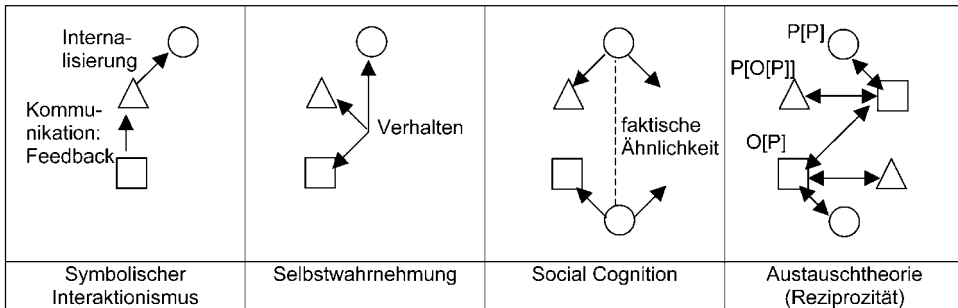 Interna-
lisierung
Kommu-
nikation:
Feedback
Symbolischer
Interaktionismus
Verhalten
Selbstwahrnehmung
faktische
Ähnlichkeit
Social Cognition
P[P]
P[O[P]]
O[P]
Austauschtheorie
(Reziprozität)